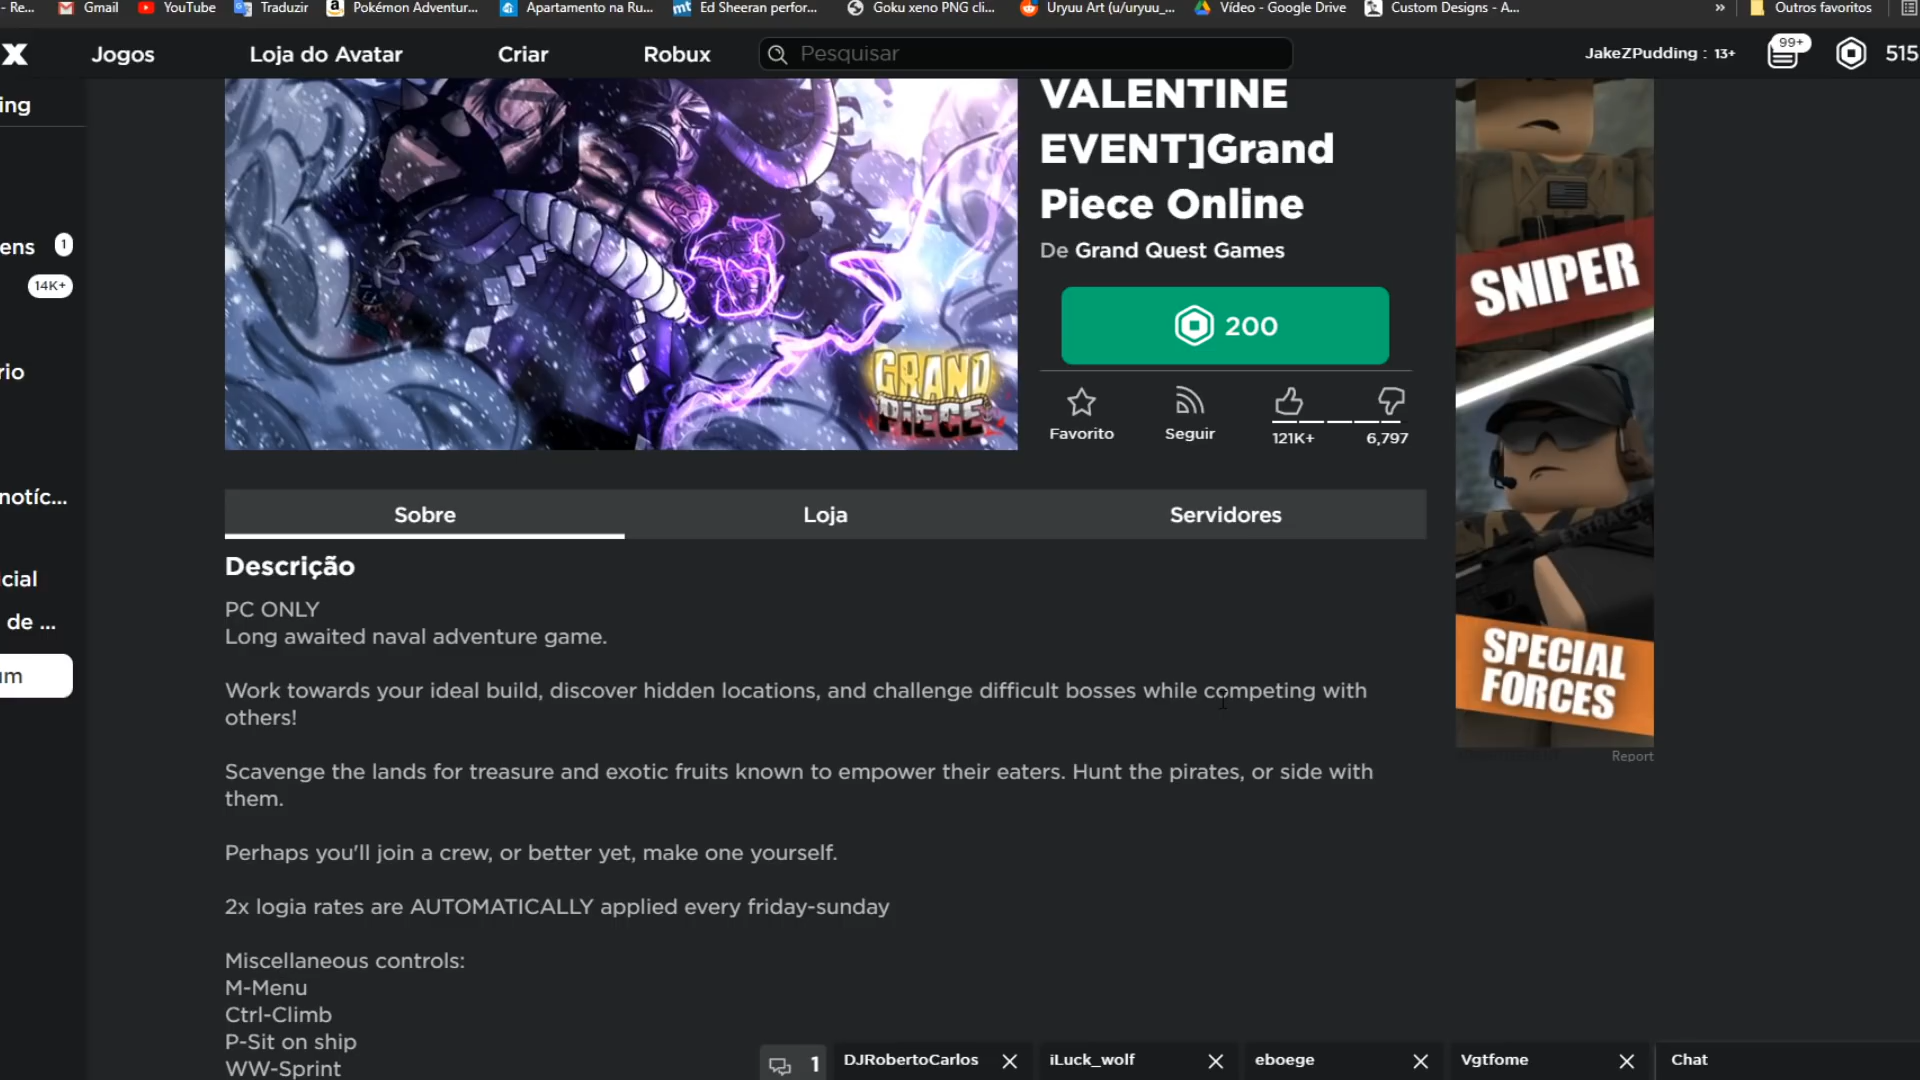 - Re...
Gmail
YouTube
Traduzir
Pokémon Adventur...
Apartamento na Ru...
Ed Sheeran perfor...
Goku xeno PNG cli...
Uryuu Art (u/uryuu_...
Vídeo - Google Drive
Custom Designs - A...
»
Outros favoritos
Jogos
Loja do Avatar
Criar
Robux
Pesquisar
JakeZPudding : 13+
99+
515
ing
ens
1
14K+
rio
notíc...
cial
de ...
um
VALENTINE
EVENT]Grand
Piece Online
De Grand Quest Games
200
Favorito
Seguir
121K+
6,797
GRAND
PIECE
SNIPER
EXTRACT
SPECIAL
FORCES
Report
Sobre
Loja
Servidores
Descrição
PC ONLY
Long awaited naval adventure game.
Work towards your ideal build, discover hidden locations, and challenge difficult bosses while competing with
others!
Scavenge the lands for treasure and exotic fruits known to empower their eaters. Hunt the pirates, or side with
them.
Perhaps you'll join a crew, or better yet, make one yourself.
2x logia rates are AUTOMATICALLY applied every friday-sunday
Miscellaneous controls:
M-Menu
Ctrl-Climb
P-Sit on ship
WW-Sprint
1
DJRobertoCarlos
iLuck_wolf
eboege
Vgtfome
Chat